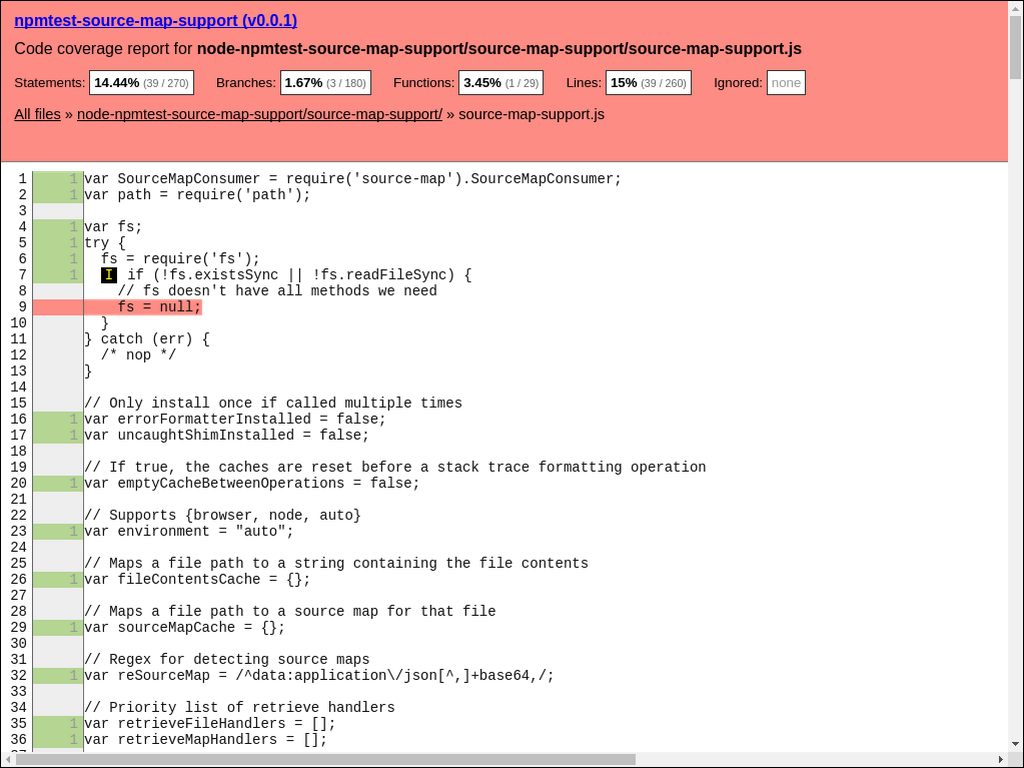 npmtest-source-map-support (v0.0.1)
Code coverage report for node-npmtest-source-map-support/source-map-support/source-map-support.js
Statements: 14.44% (39 / 270) Branches: 1.67% (3 / 180) Functions: 3.45% (1 / 29) Lines: 15% (39 / 260) Ignored: none
All files » node-npmtest-source-map-support/source-map-support/ » source-map-support.js
1 1 var SourceMapConsumer = require('source-map').SourceMapConsumer;
2 1 var path = require('path');
3
4 1 var fs;
5 1 try {
6 1   fs = require('fs');
7 1   I if (!fs.existsSync || !fs.readFileSync) {
8     // fs doesn't have all methods we need
9     fs = null;
10   }
11 } catch (err) {
12   /* nop */
13 }
14
15 // Only install once if called multiple times
16 1 var errorFormatterInstalled = false;
17 1 var uncaughtShimInstalled = false;
18
19 // If true, the caches are reset before a stack trace formatting operation
20 1 var emptyCacheBetweenOperations = false;
21
22 // Supports {browser, node, auto}
23 1 var environment = "auto";
24
25 // Maps a file path to a string containing the file contents
26 1 var fileContentsCache = {};
27
28 // Maps a file path to a source map for that file
29 1 var sourceMapCache = {};
30
31 // Regex for detecting source maps
32 1 var reSourceMap = /^data:application\/json[^,]+base64,/;
33
34 // Priority list of retrieve handlers
35 1 var retrieveFileHandlers = [];
36 1 var retrieveMapHandlers = [];